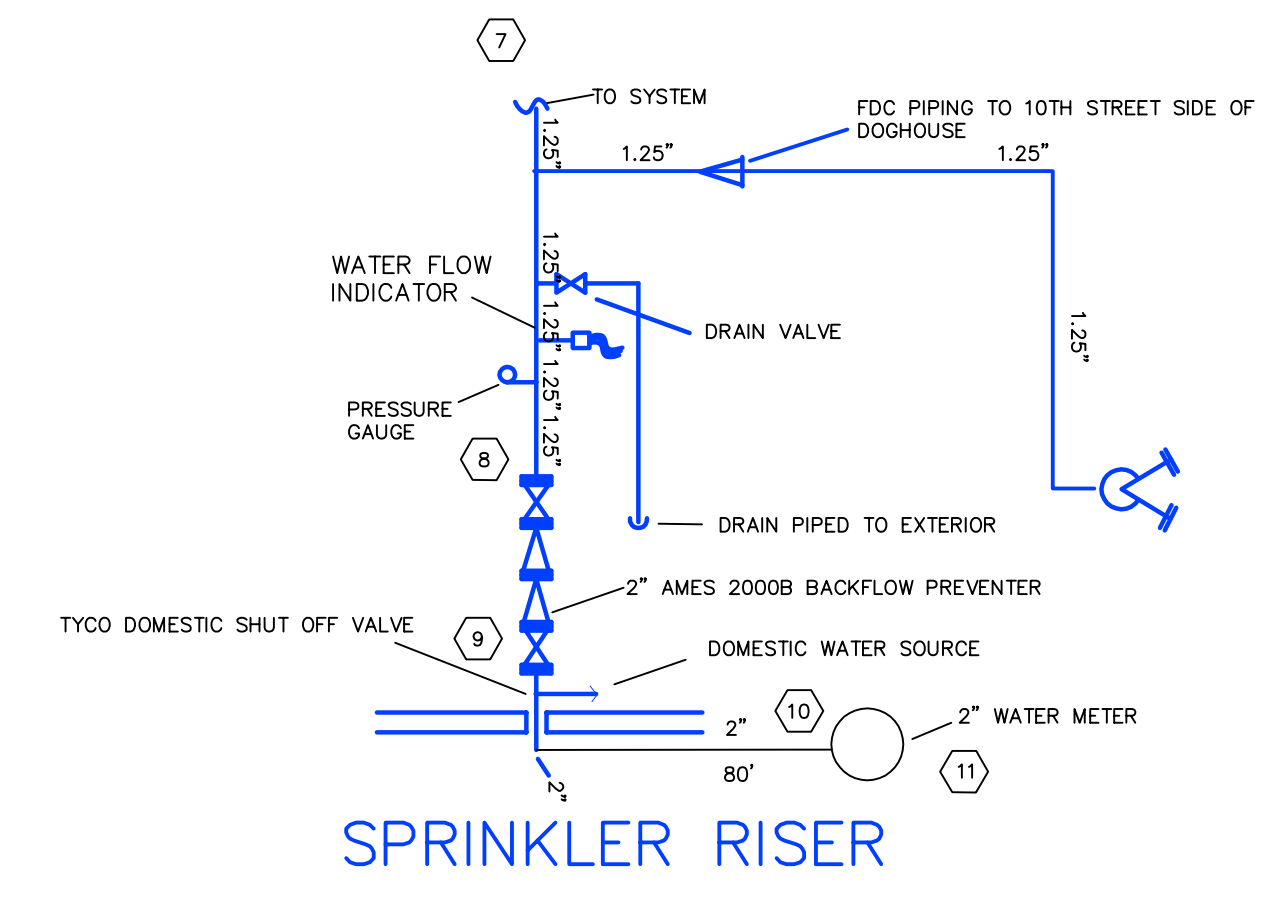 7
TO SYSTEM
FDC PIPING TO 10TH STREET SIDE OF
DOGHOUSE
1.25”
1.25”
1.25”
1.25”
WATER FLOW
INDICATOR
1.25”
1.25”
DRAIN VALVE
1.25”
PRESSURE
GAUGE
1.25”
1.25”
8
DRAIN PIPED TO EXTERIOR
2” AMES 2000B BACKFLOW PREVENTER
TYCO DOMESTIC SHUT OFF VALVE
9
DOMESTIC WATER SOURCE
10
2” WATER METER
2”
80’
11
2”
SPRINKLER RISER